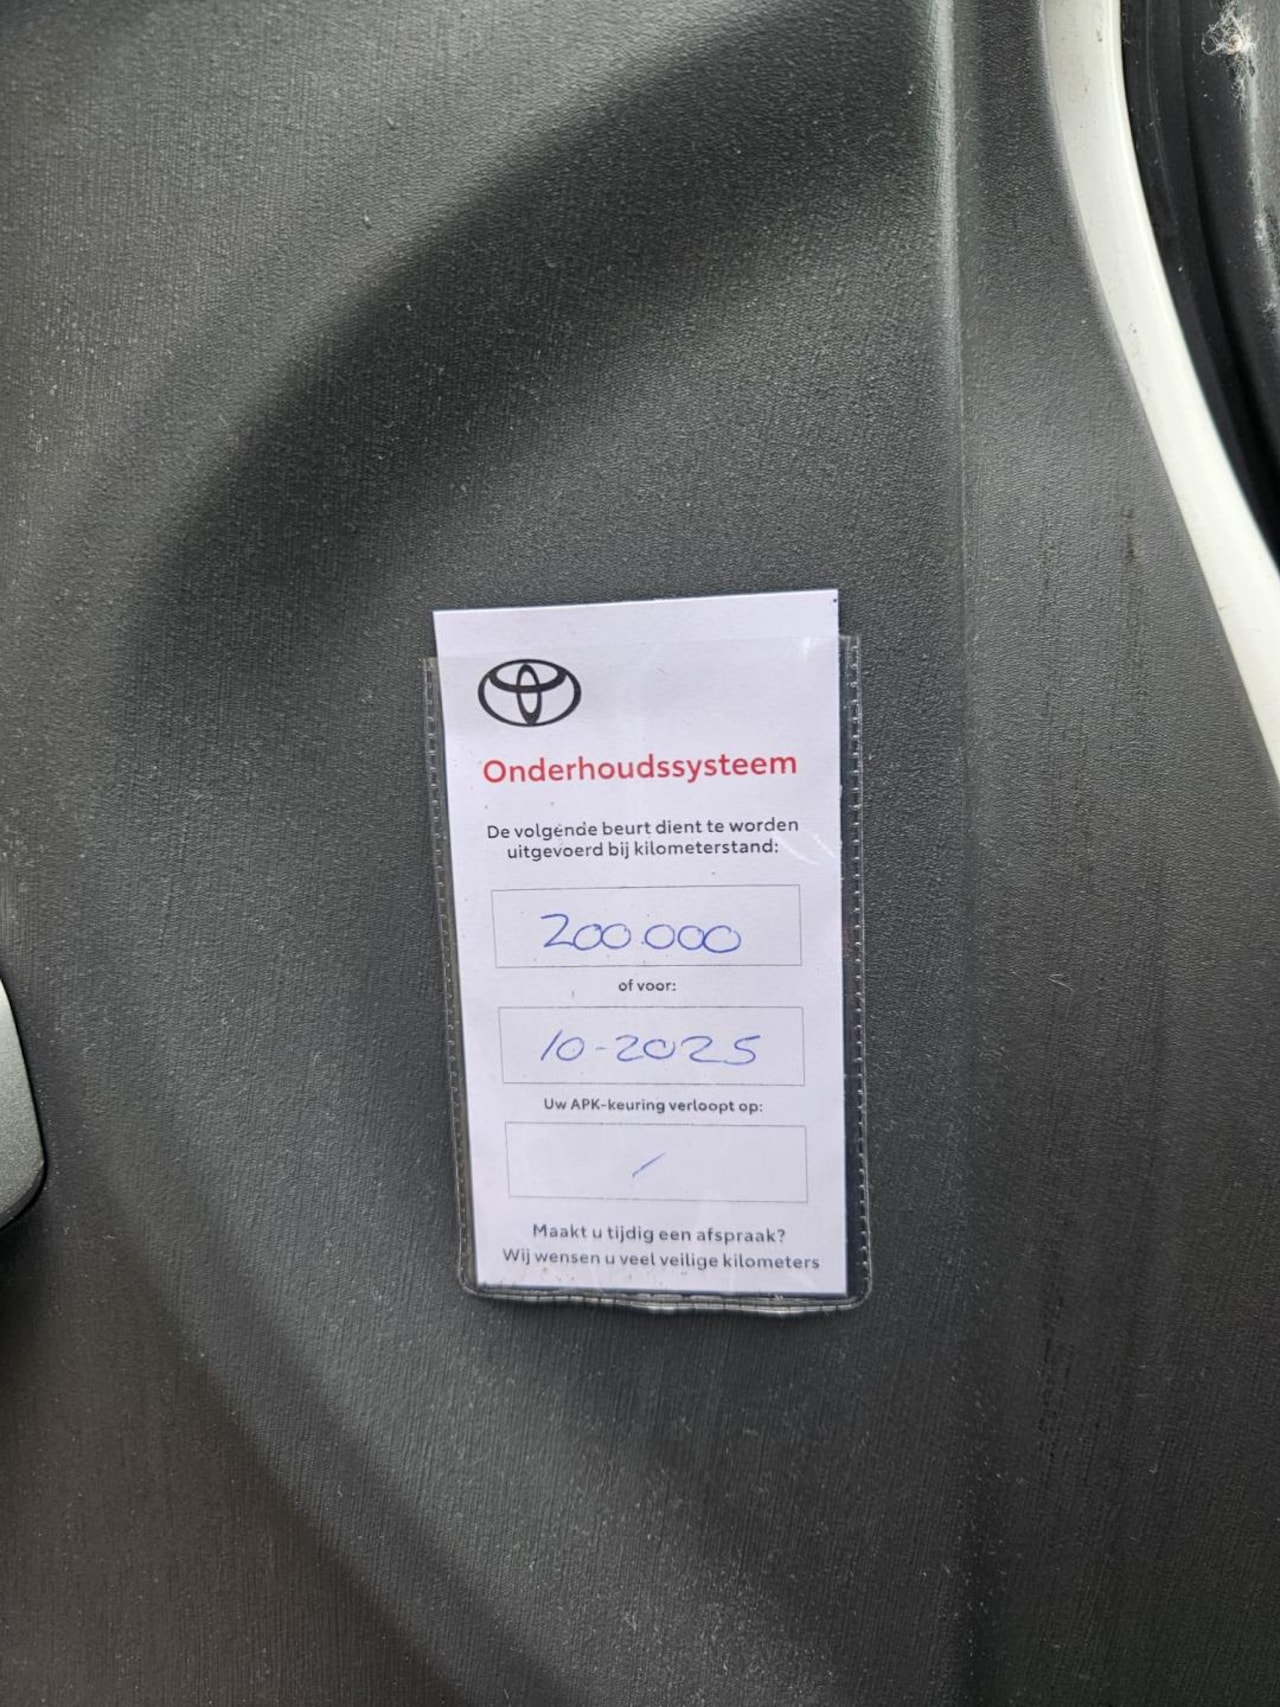 Onderhoudssysteem
De volgende beurt dient te worden
uitgevoerd bij kilometerstand:
200.000
of voor:
10-2025
Uw APK-keuring verloopt op:
/
Maakt u tijdig een afspraak?
Wij wensen u veel veilige kilometers